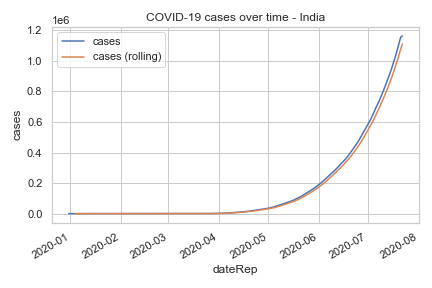 COVID-19 cases over time - India
1e6
cases
cases (rolling)
1.2
1.0
0.8
0.6
0.4
0.2
0.0
cases
2020-01
2020-02
2020-03
2020-04
2020-05
2020-06
2020-07
2020-08
dateRep